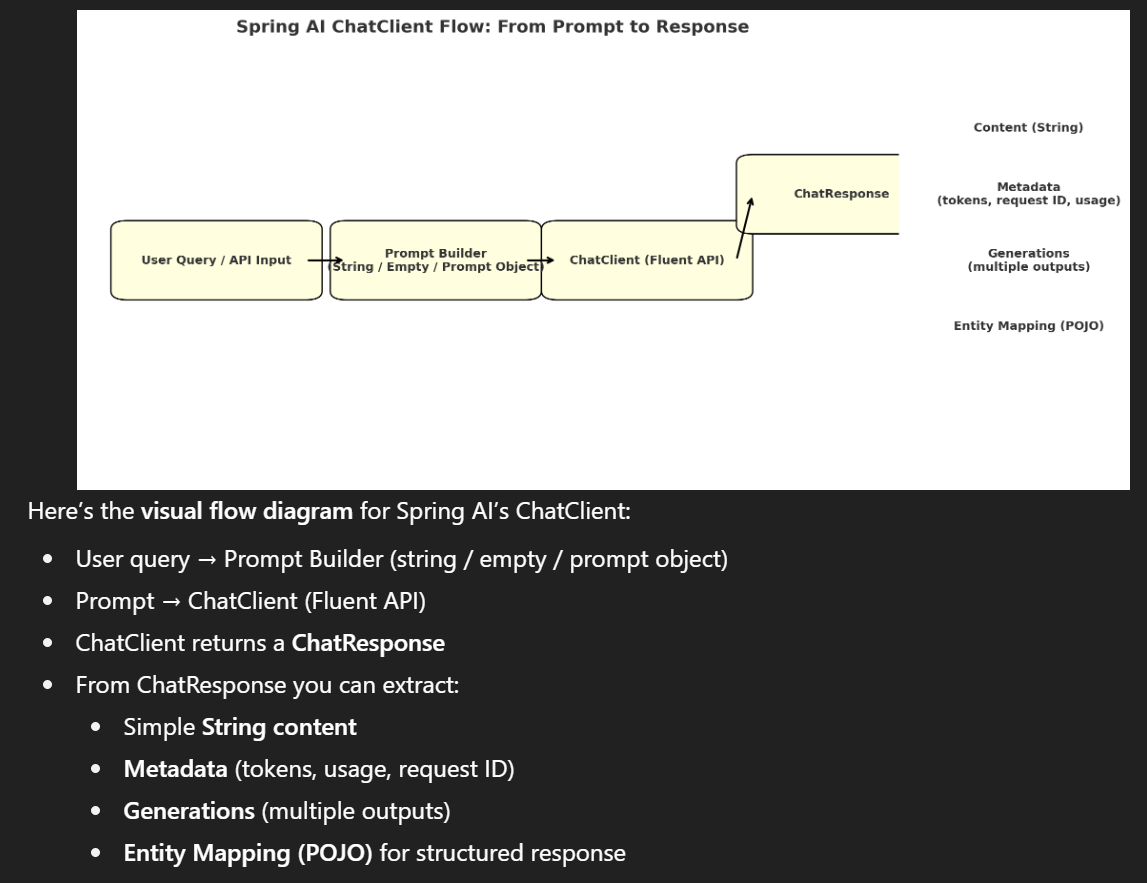 Spring AI ChatClient Flow: From Prompt to Response
Content (String)
ChatResponse
Metadata
(tokens, request ID, usage)
User Query / API Input
Prompt Builder
(String / Empty / Prompt Object)
ChatClient (Fluent API)
Generations
(multiple outputs)
Entity Mapping (POJO)
Here’s the visual flow diagram for Spring AI’s ChatClient:
• User query → Prompt Builder (string / empty / prompt object)
• Prompt → ChatClient (Fluent API)
• ChatClient returns a ChatResponse
• From ChatResponse you can extract:
• Simple String content
• Metadata (tokens, usage, request ID)
• Generations (multiple outputs)
• Entity Mapping (POJO) for structured response